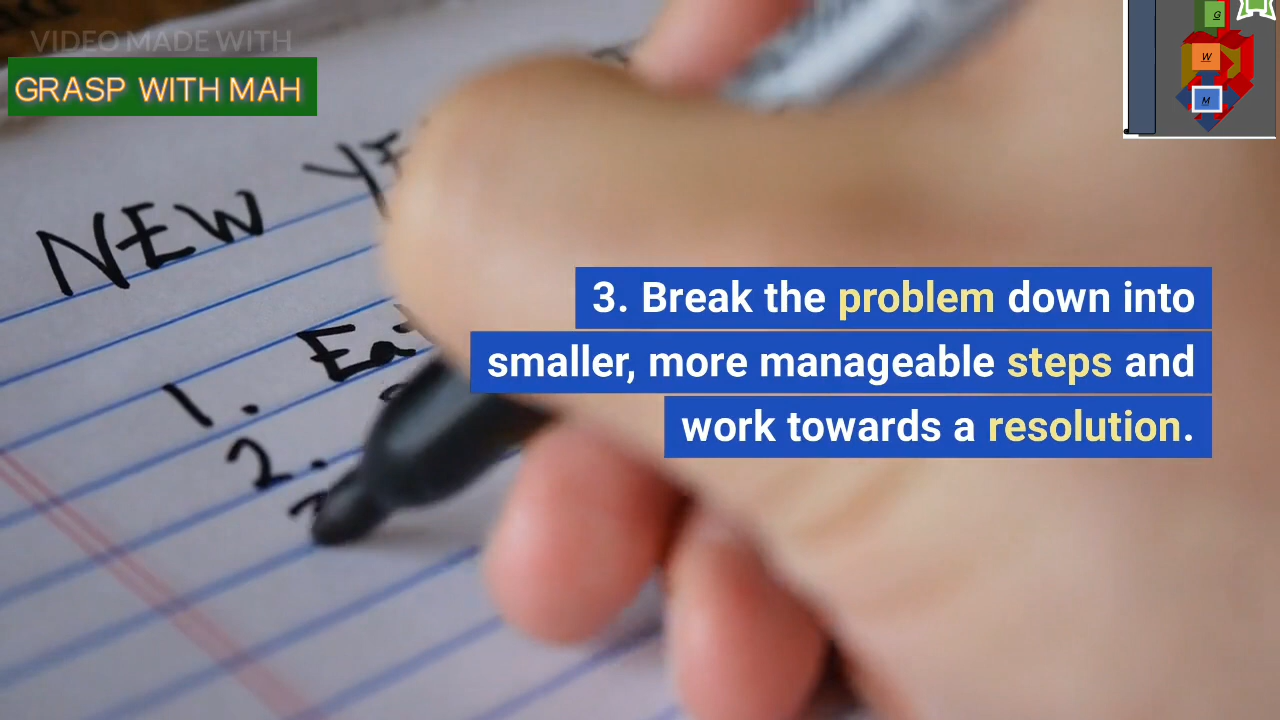 VIDEO MADE WITH
GRASP WITH MAH
G
W
M
NEW
1.
2.
3. Break the problem down into
smaller, more manageable steps and
work towards a resolution.